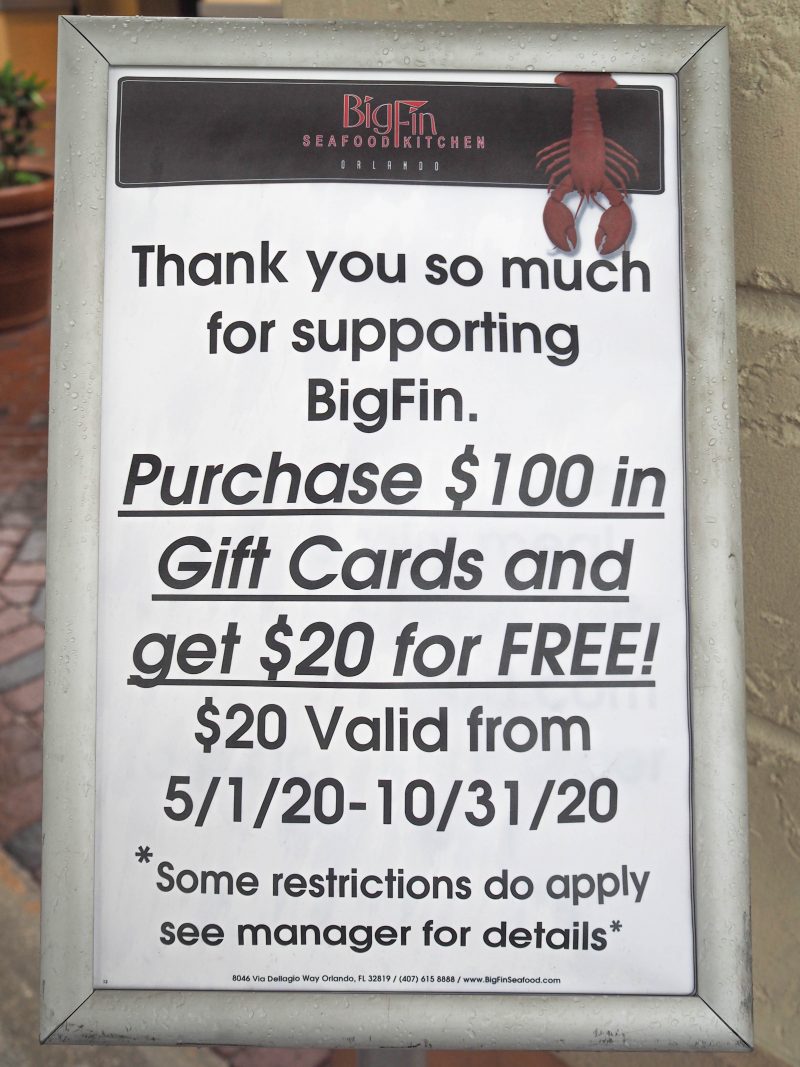 BigFin
SEAFOOD KITCHEN
ORLANDO
Thank you so much
for supporting
BigFin.
Purchase $100 in
Gift Cards and
get $20 for FREE!
$20 Valid from
5/1/20-10/31/20
*Some restrictions do apply
see manager for details*
8046 Via Dellagio Way Orlando, FL 32819 / (407) 615 8888 / www.BigFinSeafood.com